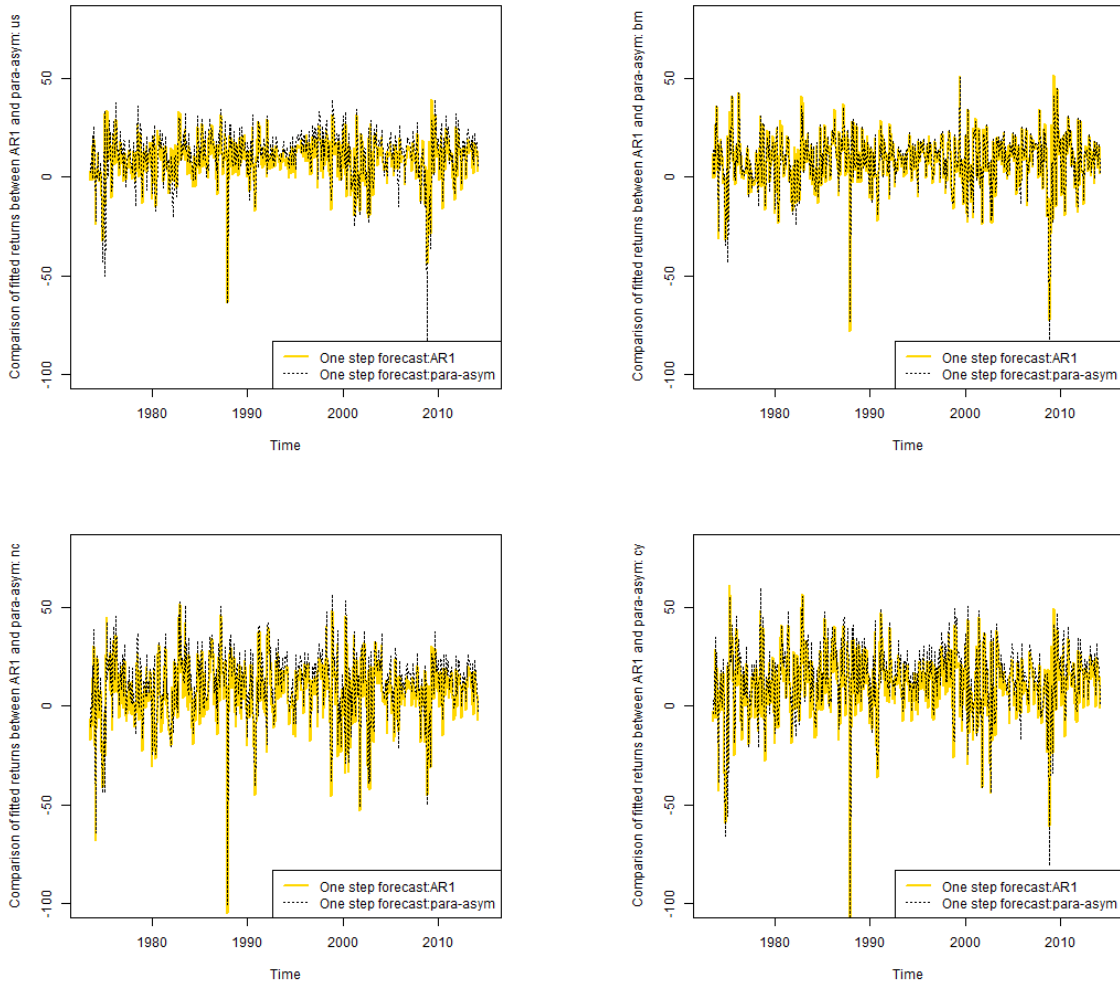 Comparison of fitted returns between AR1 and para-asym: us
50
0
-50
-100
One step forecast:AR1
One step forecast:para-asym
1980 1990 2000 2010
Time
Comparison of fitted returns between AR1 and para-asym: bm
50
0
-50
-100
One step forecast:AR1
One step forecast:para-asym
1980 1990 2000 2010
Time
Comparison of fitted returns between AR1 and para-asym: nc
50
0
-50
-100
One step forecast:AR1
One step forecast:para-asym
1980 1990 2000 2010
Time
Comparison of fitted returns between AR1 and para-asym: cy
50
0
-50
-100
One step forecast:AR1
One step forecast:para-asym
1980 1990 2000 2010
Time